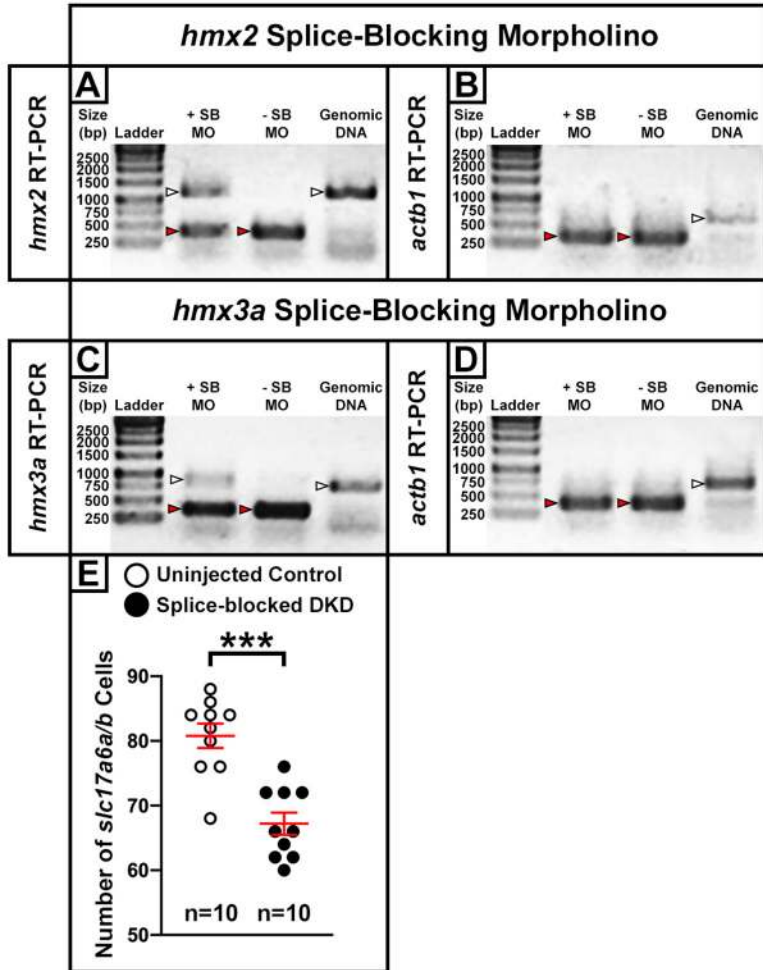 hmx2 Splice-Blocking Morpholino
hmx2 RT-PCR
A
Size (bp)
Ladder
+ SB MO
- SB MO
Genomic DNA
2500
2000
1500
1000
750
500
250
actb1 RT-PCR
B
Size (bp)
Ladder
+ SB MO
- SB MO
Genomic DNA
2500
2000
1500
1000
750
500
250
hmx3a Splice-Blocking Morpholino
hmx3a RT-PCR
C
Size (bp)
Ladder
+ SB MO
- SB MO
Genomic DNA
2500
2000
1500
1000
750
500
250
actb1 RT-PCR
D
Size (bp)
Ladder
+ SB MO
- SB MO
Genomic DNA
2500
2000
1500
1000
750
500
250
E
Uninjected Control
Splice-blocked DKD
***
Number of slc17a6a/b Cells
90
80
70
60
50
n=10 n=10